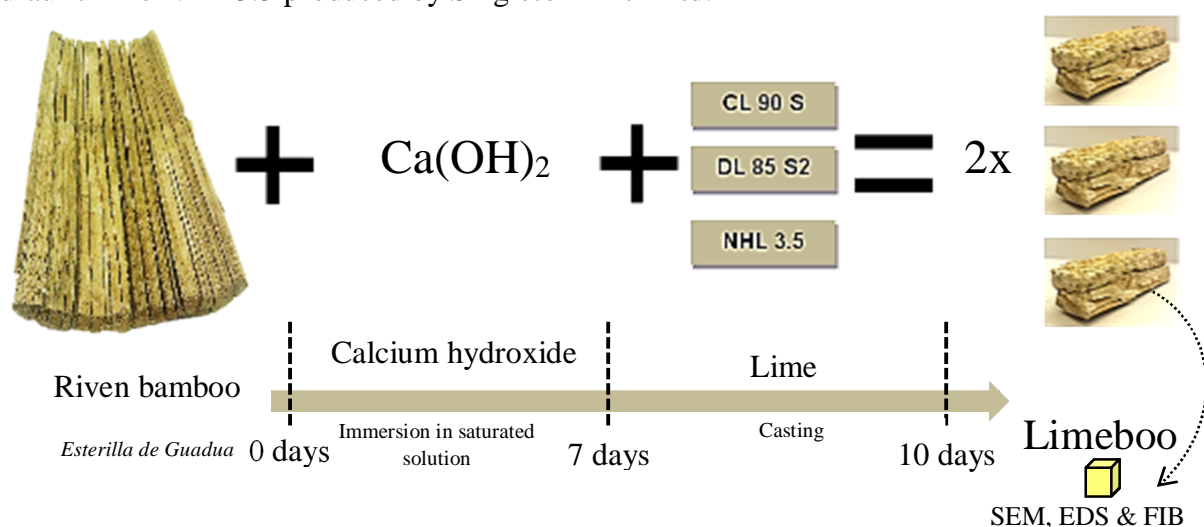 CL 90 S
Ca(OH)2
DL 85 S2
2x
NHL 3.5
Calcium hydroxide
Lime
Riven bamboo
Immersion in saturated
solution
Casting
Esterilla de Guadua
0 days
7 days
10 days
Limeboo
SEM, EDS & FIB